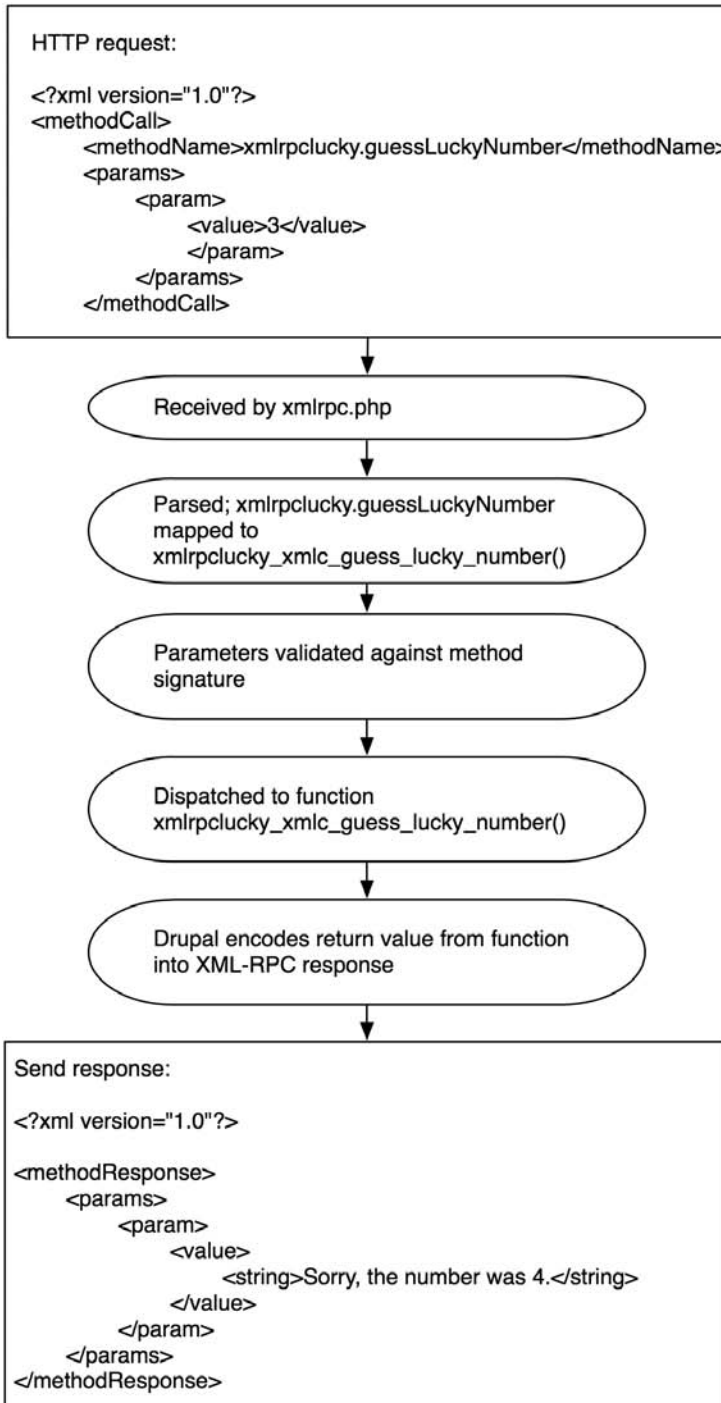 HTTP request:
<?xml version="1.0"?>
<methodCall>
<methodName>xmlrpclucky.guessLuckyNumber</methodName>
<params>
<param>
<value>3</value>
</param>
</params>
</methodCall>
Received by xmlrpc.php
Parsed; xmlrpclucky.guessLuckyNumber
mapped to
xmlrpclucky_xmlc_guess_lucky_number()
Parameters validated against method
signature
Dispatched to function
xmlrpclucky_xmlc_guess_lucky_number()
Drupal encodes return value from function
into XML-RPC response
Send response:
<?xml version="1.0"?>
<methodResponse>
<params>
<param>
<value>
<string>Sorry, the number was 4.</string>
</value>
</param>
</params>
</methodResponse>